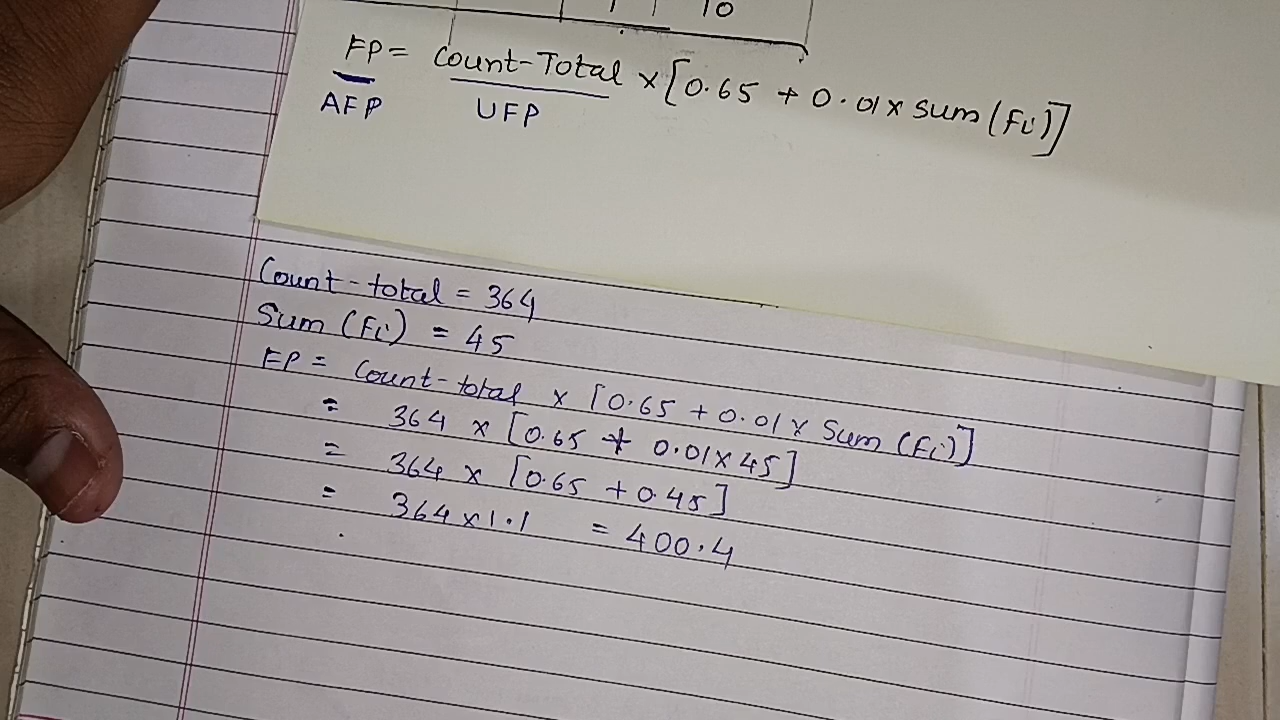 10
FP = Count-Total × [0.65 + 0.01 × sum (Fi)]
AFP UFP
Count-total = 364
Sum (Fi) = 45
FP = Count-total × [0.65 + 0.01 × Sum (Fi)]
= 364 × [0.65 + 0.01 × 45]
= 364 × [0.65 + 0.45]
= 364 × 1.1 = 400.4